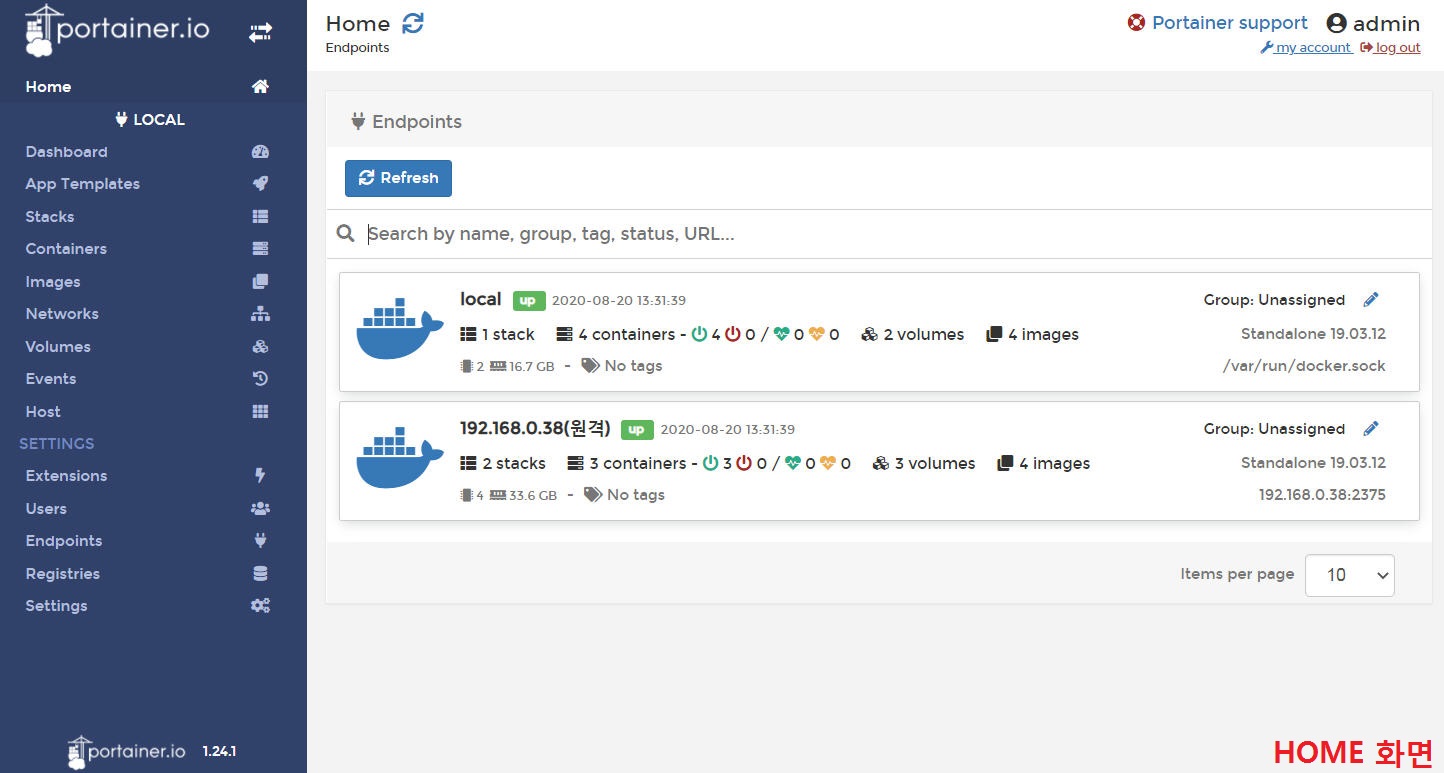 portainer.io
Home
LOCAL
Dashboard
App Templates
Stacks
Containers
Images
Networks
Volumes
Events
Host
SETTINGS
Extensions
Users
Endpoints
Registries
Settings
portainer.io 1.24.1
Home
Endpoints
Portainer support admin
my account log out
Endpoints
Refresh
Search by name, group, tag, status, URL...
local up 2020-08-20 13:31:39 Group: Unassigned
1 stack 4 containers - 4 0 / 0 0 2 volumes 4 images Standalone 19.03.12
2 16.7 GB - No tags /var/run/docker.sock
192.168.0.38(원격) up 2020-08-20 13:31:39 Group: Unassigned
2 stacks 3 containers - 3 0 / 0 0 3 volumes 4 images Standalone 19.03.12
4 33.6 GB - No tags 192.168.0.38:2375
Items per page 10
HOME 화면